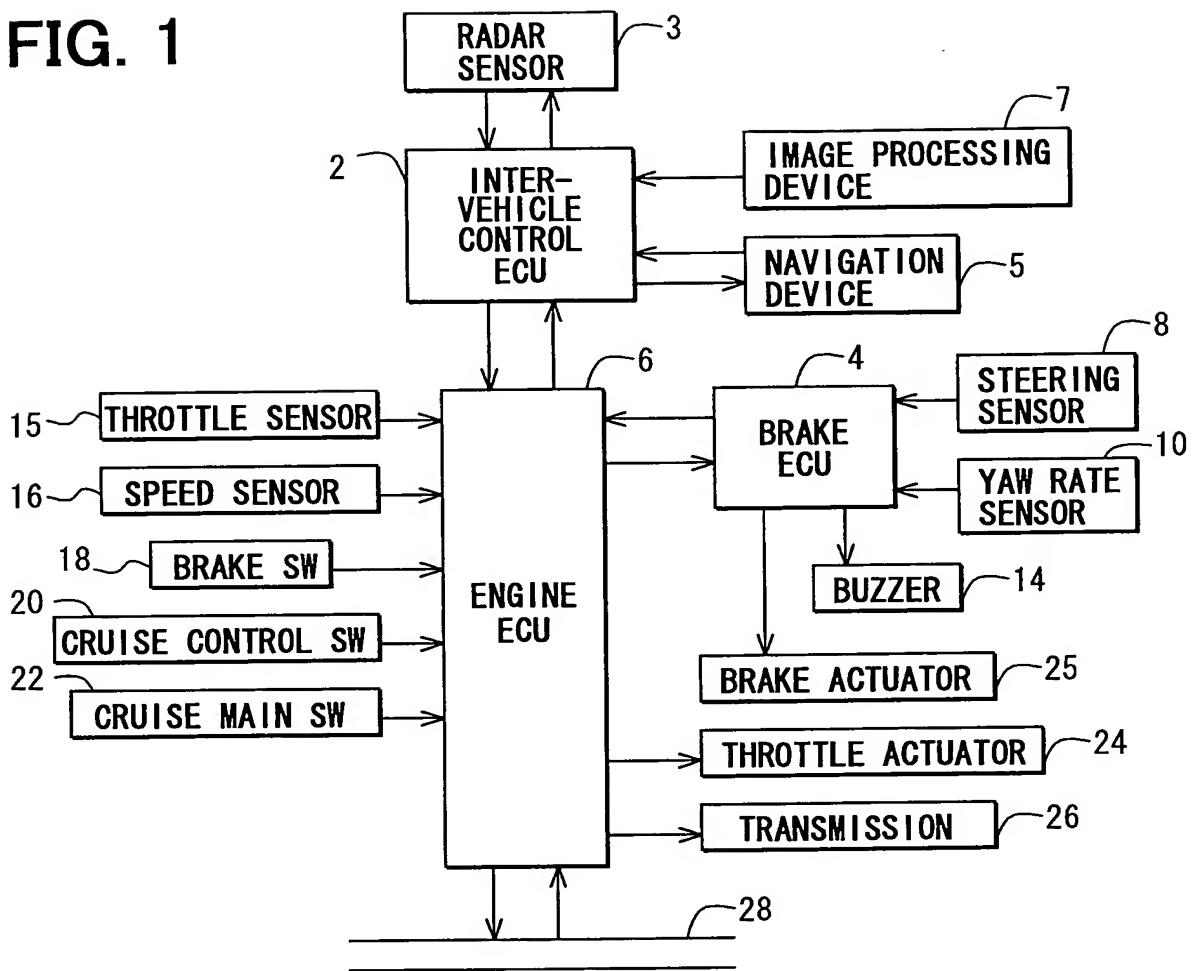 FIG. 1
RADAR
SENSOR
3
7
2
INTER-
VEHICLE
CONTROL
ECU
IMAGE PROCESSING
DEVICE
NAVIGATION
DEVICE
5
6
4
8
15
THROTTLE SENSOR
BRAKE
ECU
STEERING
SENSOR
16
SPEED SENSOR
10
YAW RATE
SENSOR
18
BRAKE SW
ENGINE
ECU
BUZZER
14
20
CRUISE CONTROL SW
22
CRUISE MAIN SW
BRAKE ACTUATOR
25
THROTTLE ACTUATOR
24
TRANSMISSION
26
28